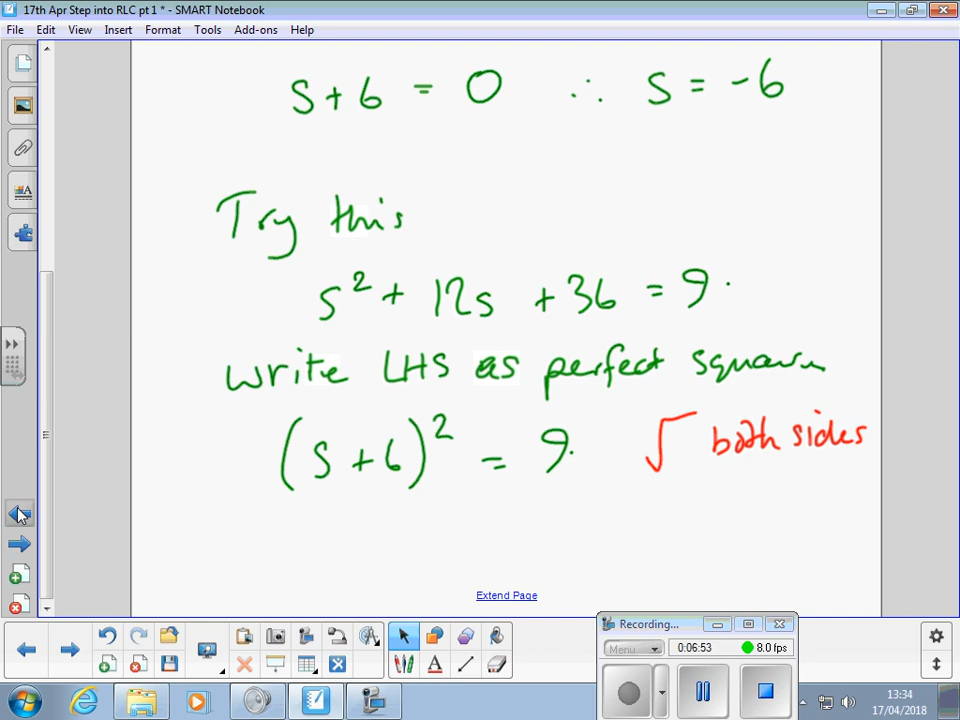 17th Apr Step into RLC pt 1 * - SMART Notebook
File Edit View Insert Format Tools Add-ons Help
s+6 = 0 ∴ s = -6
Try this
s² + 12s + 36 = 9.
write LHS as perfect square
(s+6)² = 9. √ both sides
Extend Page
Recording...
Menu 0:06:53 8.0 fps
13:34
17/04/2018